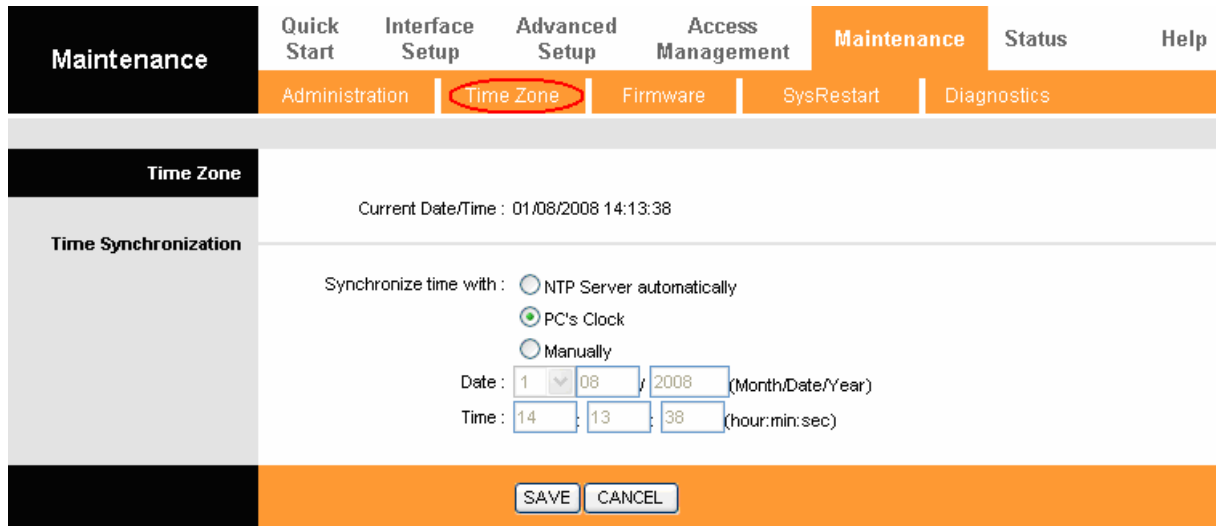 Maintenance
Quick Start
Interface Setup
Advanced Setup
Access Management
Maintenance
Status
Help
Administration
Time Zone
Firmware
SysRestart
Diagnostics
Time Zone
Current Date/Time : 01/08/2008 14:13:38
Time Synchronization
Synchronize time with : NTP Server automatically
PC's Clock
Manually
Date : 1 08 / 2008 (Month/Date/Year)
Time : 14 : 13 : 38 (hour:min:sec)
SAVE CANCEL